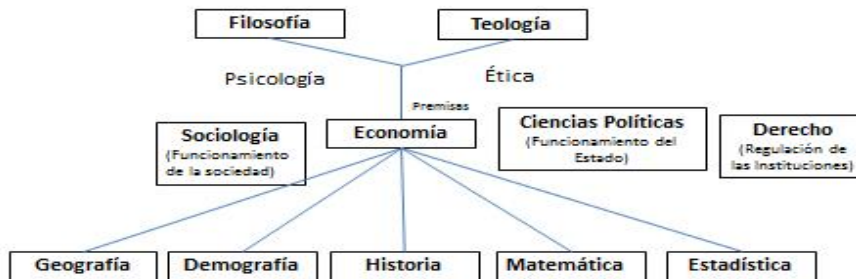 Filosofía
Teología
Psicología
Ética
Premisas
Sociología
(Funcionamiento
de la sociedad)
Economía
Ciencias Políticas
(Funcionamiento del
Estado)
Derecho
(Regulación de
las Instituciones)
Geografía
Demografía
Historia
Matemática
Estadística